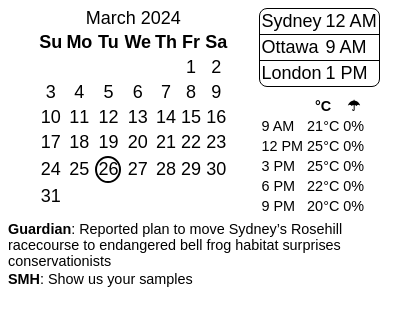 March 2024
Su Mo Tu We Th Fr Sa
1 2
3 4 5 6 7 8 9
10 11 12 13 14 15 16
17 18 19 20 21 22 23
24 25 26 27 28 29 30
31
Sydney 12 AM
Ottawa 9 AM
London 1 PM
°C ☂
9 AM 21°C 0%
12 PM 25°C 0%
3 PM 25°C 0%
6 PM 22°C 0%
9 PM 20°C 0%
Guardian: Reported plan to move Sydney's Rosehill
racecourse to endangered bell frog habitat surprises
conservationists
SMH: Show us your samples